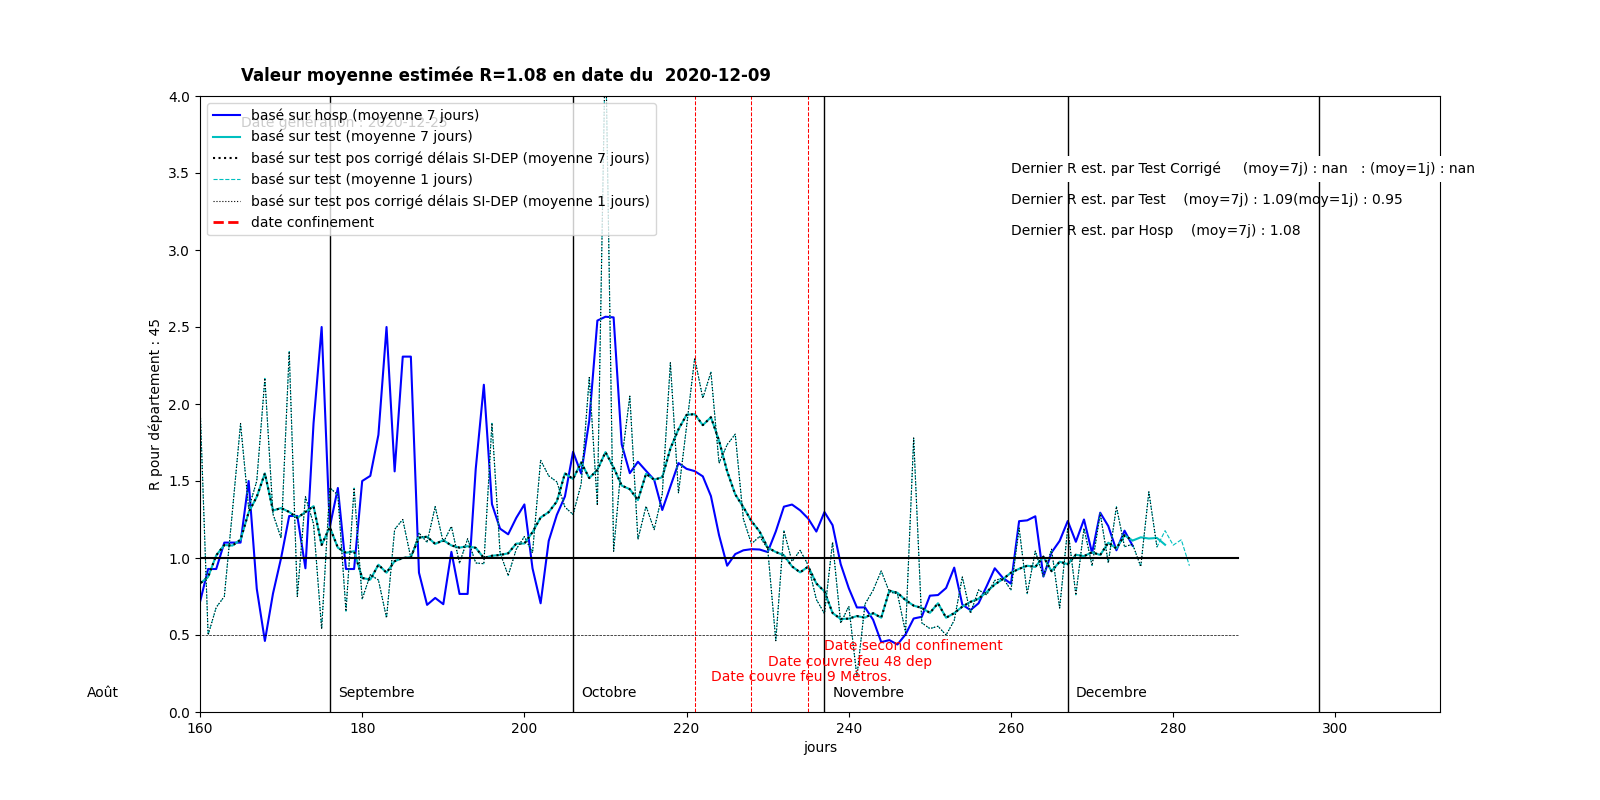 Valeur moyenne estimée R=1.08 en date du  2020-12-09
4.0
basé sur hosp (moyenne 7 jours)
basé sur test (moyenne 7 jours)
basé sur test pos corrigé délais SI-DEP (moyenne 7 jours)
basé sur test (moyenne 1 jours)
basé sur test pos corrigé délais SI-DEP (moyenne 1 jours)
date confinement
Dernier R est. par Test Corrigé     (moy=7j) : nan   : (moy=1j) : nan
Dernier R est. par Test    (moy=7j) : 1.09(moy=1j) : 0.95
Dernier R est. par Hosp    (moy=7j) : 1.08
3.5
3.0
2.5
2.0
1.5
1.0
0.5
0.0
R pour département : 45
Date second confinement
Date couvre feu 48 dep
Date couvre feu 9 Métros.
Août
Septembre
Octobre
Novembre
Decembre
160
180
200
220
240
260
280
300
jours